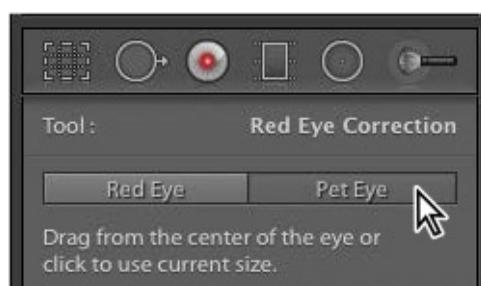 Tool : Red Eye Correction
Red Eye Pet Eye
Drag from the center of the eye or
click to use current size.